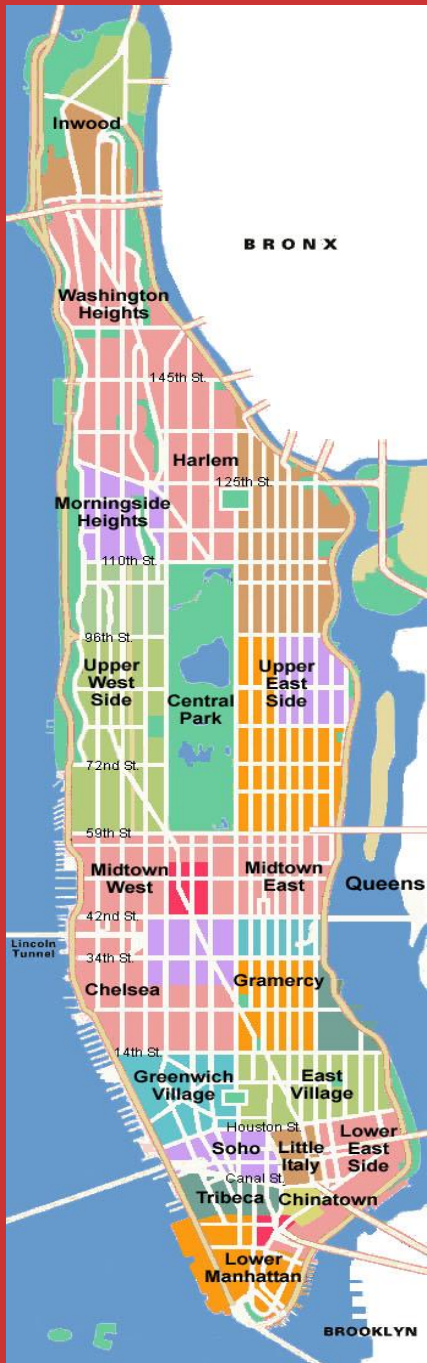 Inwood
BRONX
Washington
Heights
145th St.
Harlem
125th St.
Morningside
Heights
110th St.
96th St.
Upper
West
Side
Central
Park
Upper
East
Side
72nd St.
59th St.
Midtown
West
Midtown
East
Queens
42nd St.
Lincoln
Tunnel
34th St.
Chelsea
Gramercy
14th St.
Greenwich
Village
East
Village
Houston St.
Soho
Little
Italy
Lower
East
Side
Canal St.
Tribeca
Chinatown
Lower
Manhattan
BROOKLYN